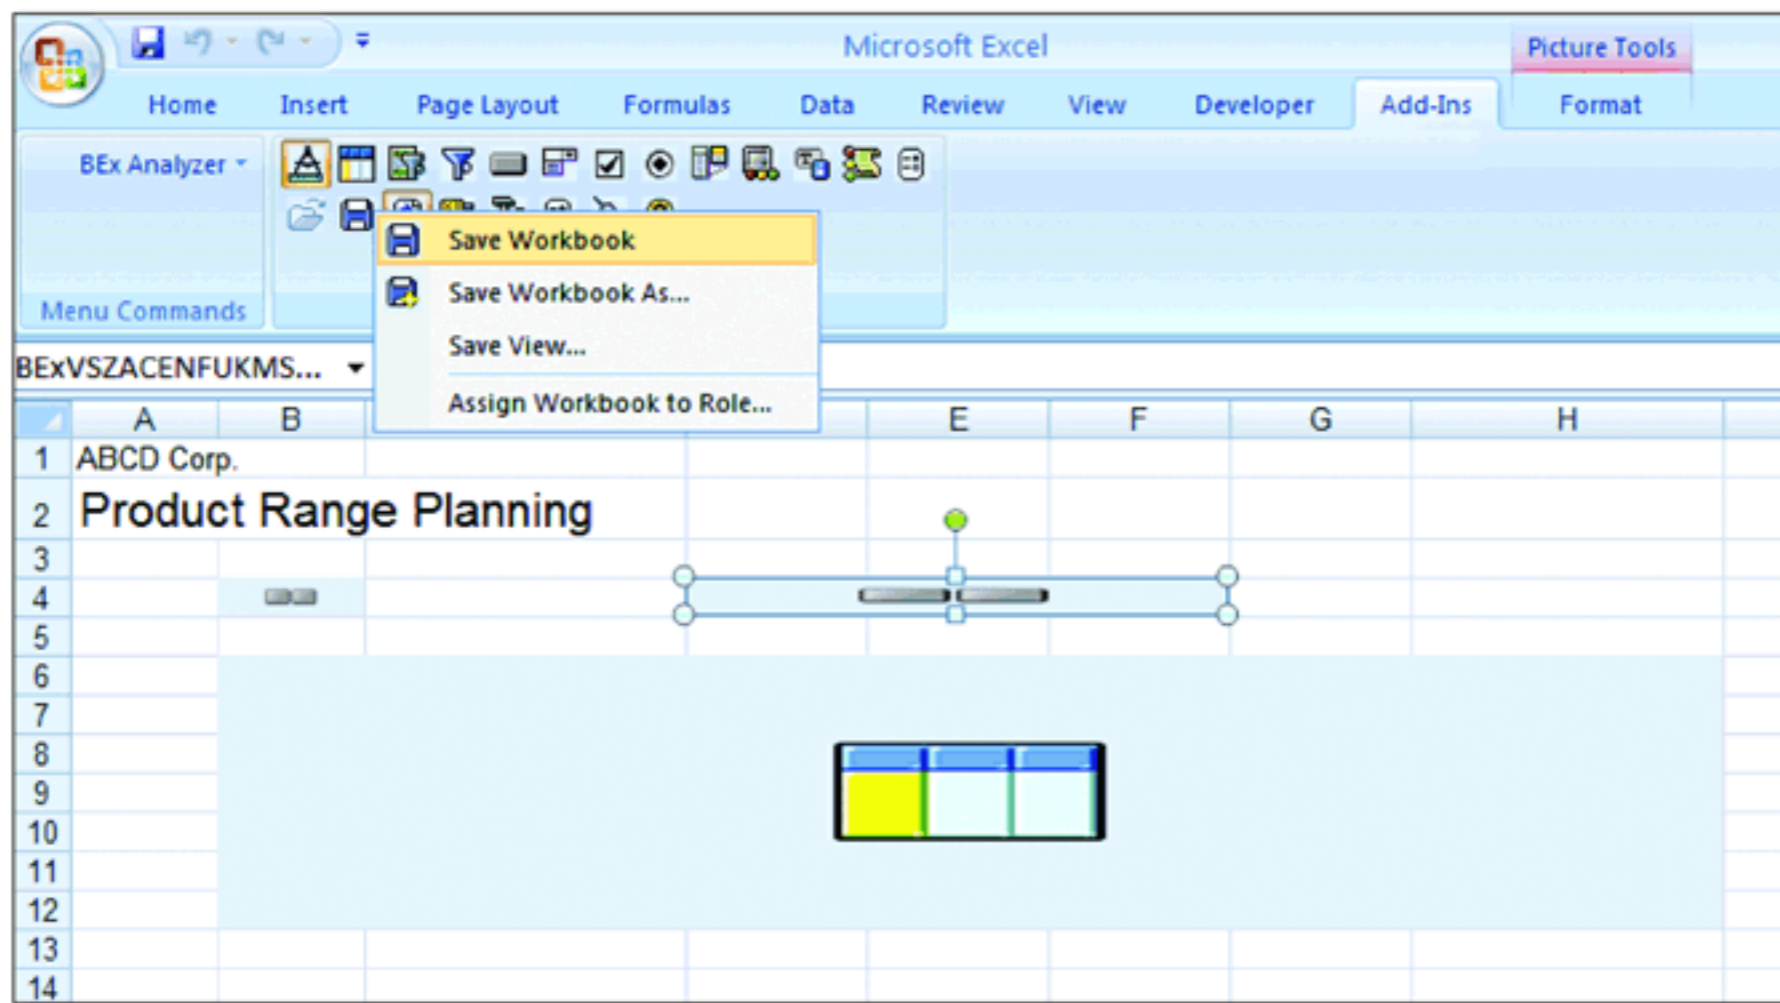 Microsoft Excel
Picture Tools
Home Insert Page Layout Formulas Data Review View Developer Add-Ins Format
BEx Analyzer
Save Workbook
Save Workbook As...
Menu Commands
Save View...
BExVSZACENFUKMS...
Assign Workbook to Role...
A B E F G H
1 ABCD Corp.
2 Product Range Planning
3
4
5
6
7
8
9
10
11
12
13
14